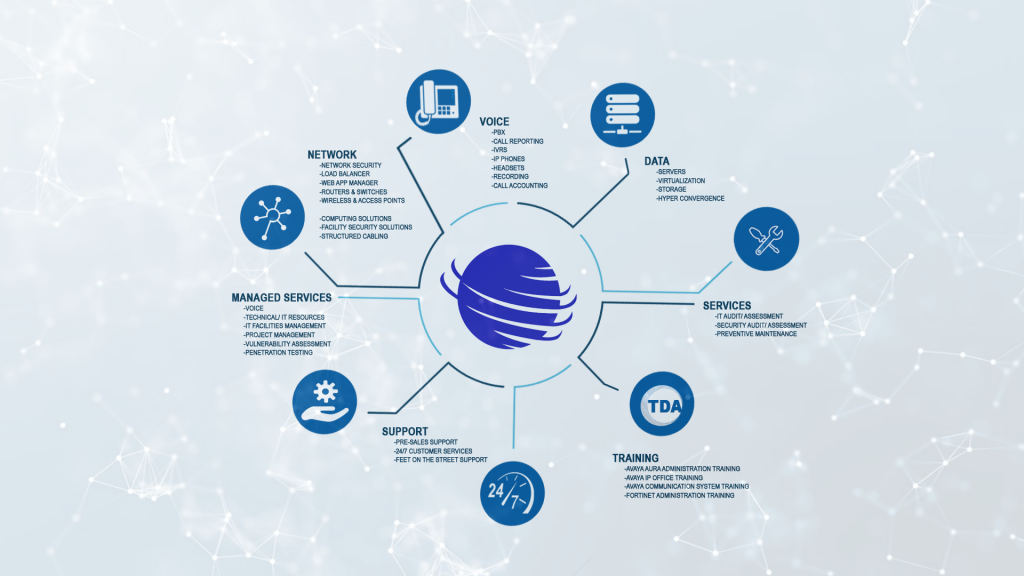 VOICE
-PBX
-CALL REPORTING
-IVRS
-IP PHONES
-HEADSETS
-RECORDING
-CALL ACCOUNTING
NETWORK
-NETWORK SECURITY
-LOAD BALANCER
-WEB APP MANAGER
-ROUTERS & SWITCHES
-WIRELESS & ACCESS POINTS
-COMPUTING SOLUTIONS
-FACILITY SECURITY SOLUTIONS
-STRUCTURED CABLING
DATA
-SERVERS
-VIRTUALIZATION
-STORAGE
-HYPER CONVERGENCE
MANAGED SERVICES
-VOICE
-TECHNICAL/ IT RESOURCES
-IT FACILITIES MANAGEMENT
-PROJECT MANAGEMENT
-VULNERABILITY ASSESSMENT
-PENETRATION TESTING
SERVICES
-IT AUDIT/ ASSESSMENT
-SECURITY AUDIT/ ASSESSMENT
-PREVENTIVE MAINTENANCE
SUPPORT
-PRE-SALES SUPPORT
-24/7 CUSTOMER SERVICES
-FEET ON THE STREET SUPPORT
24/7
TDA
TRAINING
-AVAYA AURA ADMINISTRATION TRAINING
-AVAYA IP OFFICE TRAINING
-AVAYA COMMUNICATION SYSTEM TRAINING
-FORTINET ADMINISTRATION TRAINING